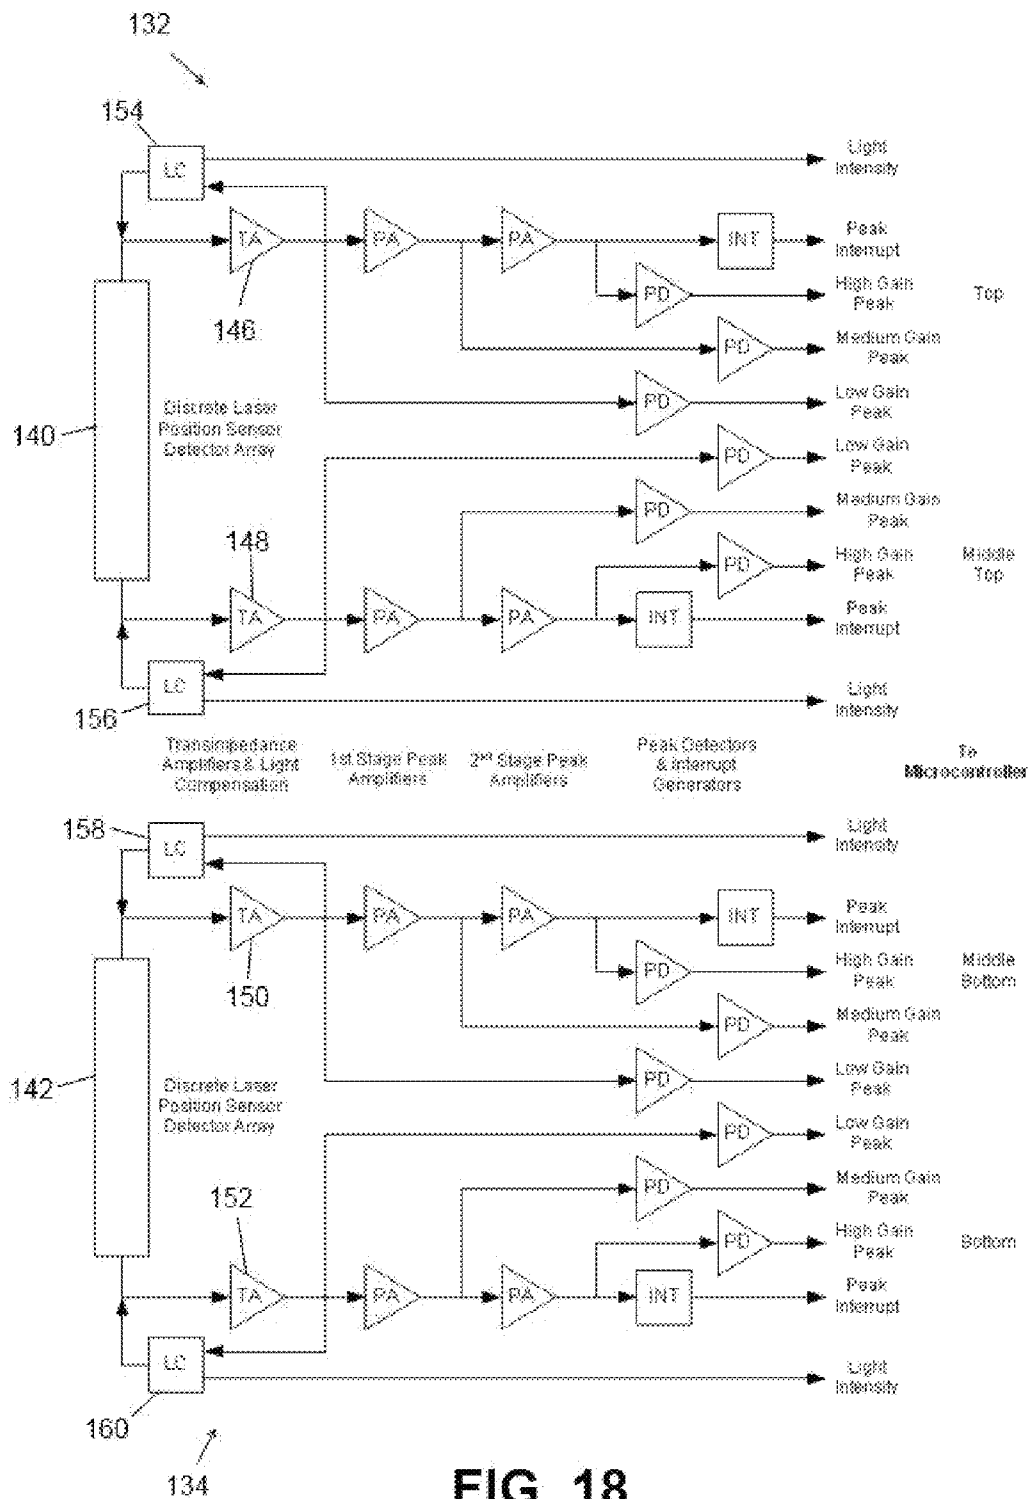 132
154
LC
Light
Intensity
TA
PA
PA
INT
Peak
Interrupt
146
PD
High Gain
Peak
Top
PD
Medium Gain
Peak
140
Discrete Laser
Position Sensor
Detector Array
PD
Low Gain
Peak
PD
Low Gain
Peak
PD
Medium Gain
Peak
148
PD
High Gain
Peak
Middle
Top
TA
PA
PA
INT
Peak
Interrupt
LC
156
Light
Intensity
Transimpedance
Amplifiers & Light
Compensation
1st Stage Peak
Amplifiers
2nd Stage Peak
Amplifiers
Peak Detectors
& Interrupt
Generators
To
Microcontroller
158
LC
Light
Intensity
TA
PA
PA
INT
Peak
Interrupt
150
PD
High Gain
Peak
Middle
Bottom
PD
Medium Gain
Peak
142
Discrete Laser
Position Sensor
Detector Array
PD
Low Gain
Peak
PD
Low Gain
Peak
PD
Medium Gain
Peak
152
PD
High Gain
Peak
Bottom
TA
PA
PA
INT
Peak
Interrupt
LC
160
Light
Intensity
134
FIG. 18